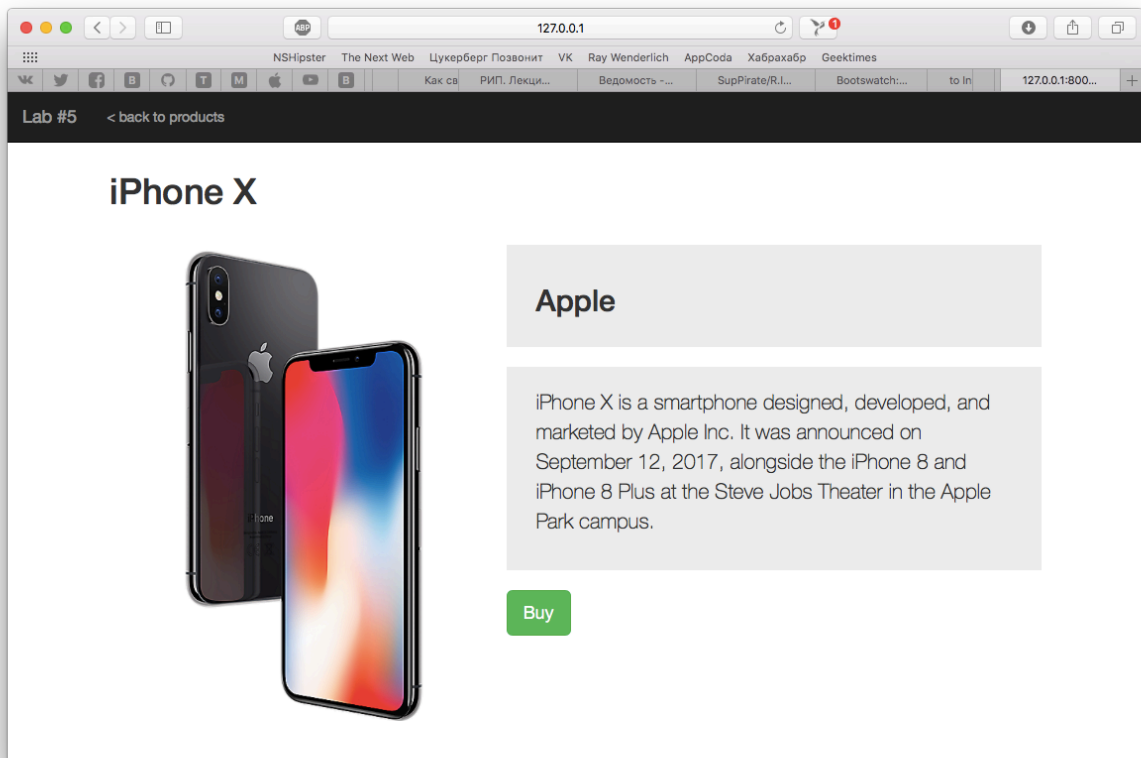 ABP
127.0.0.1
1
NSHipster The Next Web Цукерберг Позвонит VK Ray Wenderlich AppCoda Хабрахабр Geektimes
B T M B Как св РИП. Лекци... Ведомость -... SupPirate/R.I... Bootswatch:... to In 127.0.0.1:800...
Lab #5 < back to products
iPhone X
iPhone
Apple
iPhone X is a smartphone designed, developed, and
marketed by Apple Inc. It was announced on
September 12, 2017, alongside the iPhone 8 and
iPhone 8 Plus at the Steve Jobs Theater in the Apple
Park campus.
Buy